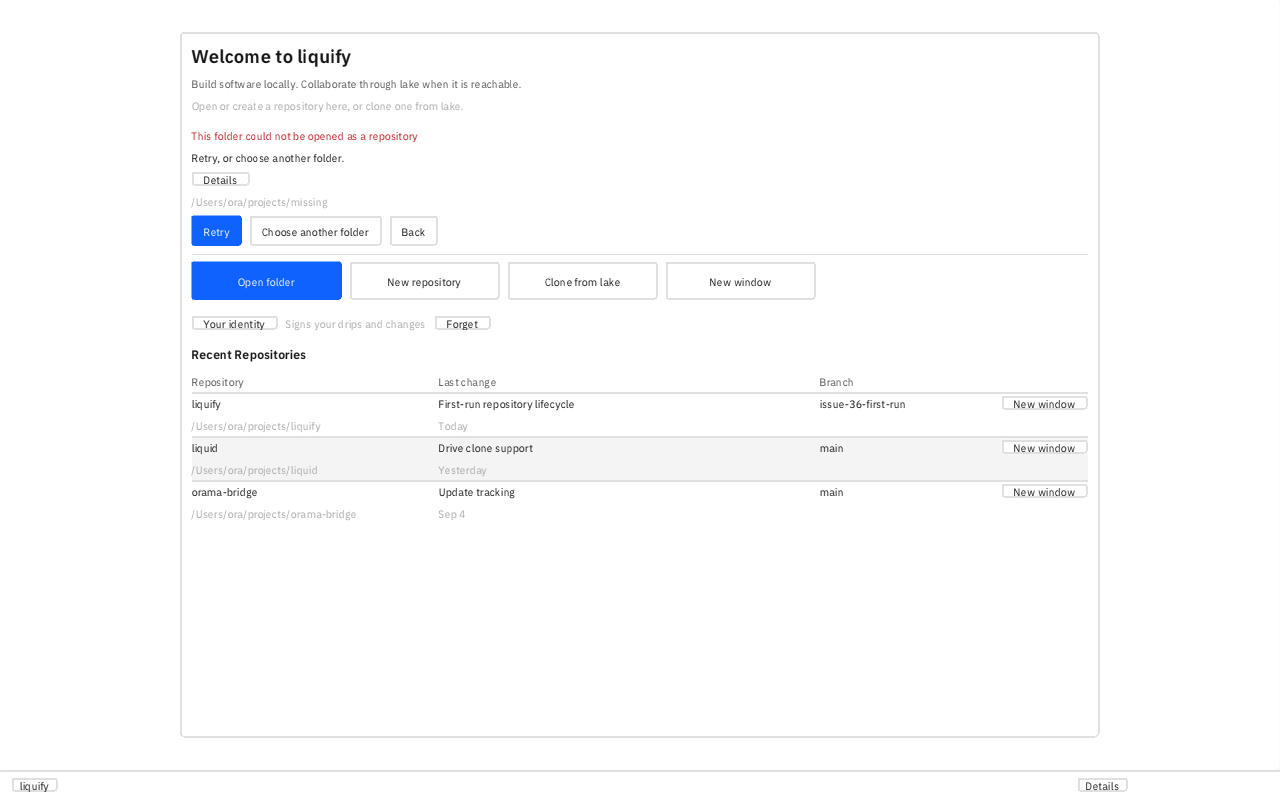 Welcome to liquify
Build software locally. Collaborate through lake when it is reachable.
Open or create a repository here, or clone one from lake.
This folder could not be opened as a repository
Retry, or choose another folder.
Details
/Users/ora/projects/missing
Retry Choose another folder Back
Open folder New repository Clone from lake New window
Your identity Signs your drips and changes Forget
Recent Repositories
Repository Last change Branch
liquify First-run repository lifecycle issue-36-first-run New window
/Users/ora/projects/liquify Today
liquid Drive clone support main New window
/Users/ora/projects/liquid Yesterday
orama-bridge Update tracking main New window
/Users/ora/projects/orama-bridge Sep 4
liquify Details